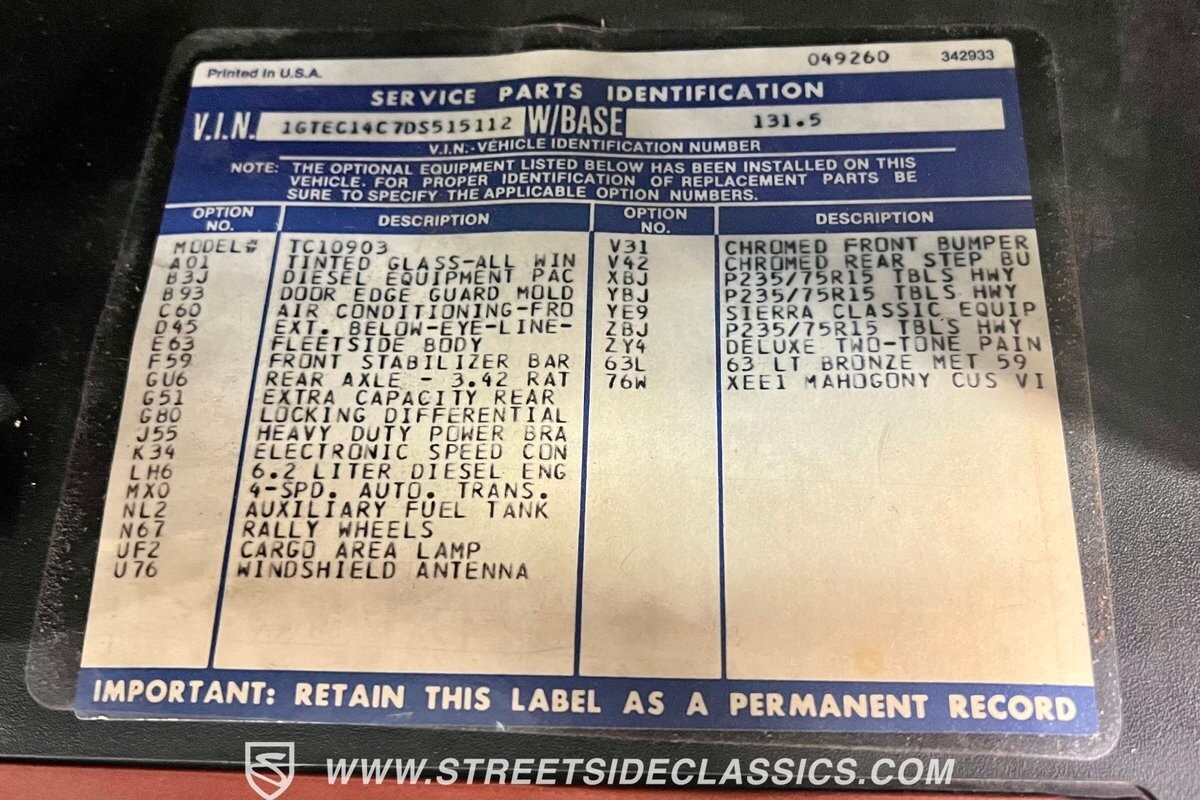 Printed in U.S.A. 049260 342933
SERVICE PARTS IDENTIFICATION
V.I.N. 1GTEC14C7DS515112 W/BASE 131.5
V.I.N.-VEHICLE IDENTIFICATION NUMBER
NOTE: THE OPTIONAL EQUIPMENT LISTED BELOW HAS BEEN INSTALLED ON THIS
VEHICLE. FOR PROPER IDENTIFICATION OF REPLACEMENT PARTS BE
SURE TO SPECIFY THE APPLICABLE OPTION NUMBERS.
OPTION NO. DESCRIPTION OPTION NO. DESCRIPTION
MODEL# TC10903
A01 TINTED GLASS-ALL WIN
B3J DIESEL EQUIPMENT PAC
B93 DOOR EDGE GUARD MOLD
C60 AIR CONDITIONING-FRO
D45 EXT. BELOW-EYE-LINE-
E63 FLEETSIDE BODY
F59 FRONT STABILIZER BAR
GU6 REAR AXLE - 3.42 RAT
G51 EXTRA CAPACITY REAR
G80 LOCKING DIFFERENTIAL
J55 HEAVY DUTY POWER BRA
K34 ELECTRONIC SPEED CON
LH6 6.2 LITER DIESEL ENG
MX0 4-SPD. AUTO. TRANS.
NL2 AUXILIARY FUEL TANK
N67 RALLY WHEELS
UF2 CARGO AREA LAMP
U76 WINDSHIELD ANTENNA
V31 CHROMED FRONT BUMPER
V42 CHROMED REAR STEP BU
XBJ P235/75R15 TBLS HWY
YBJ P235/75R15 TBLS HWY
YE9 SIERRA CLASSIC EQUIP
ZBJ P235/75R15 TBLS HWY
ZY4 DELUXE TWO-TONE PAIN
63L 63 LT BRONZE MET 59
76W XEE1 MAHOGONY CUS VI
IMPORTANT: RETAIN THIS LABEL AS A PERMANENT RECORD
WWW.STREETSIDECLASSICS.COM